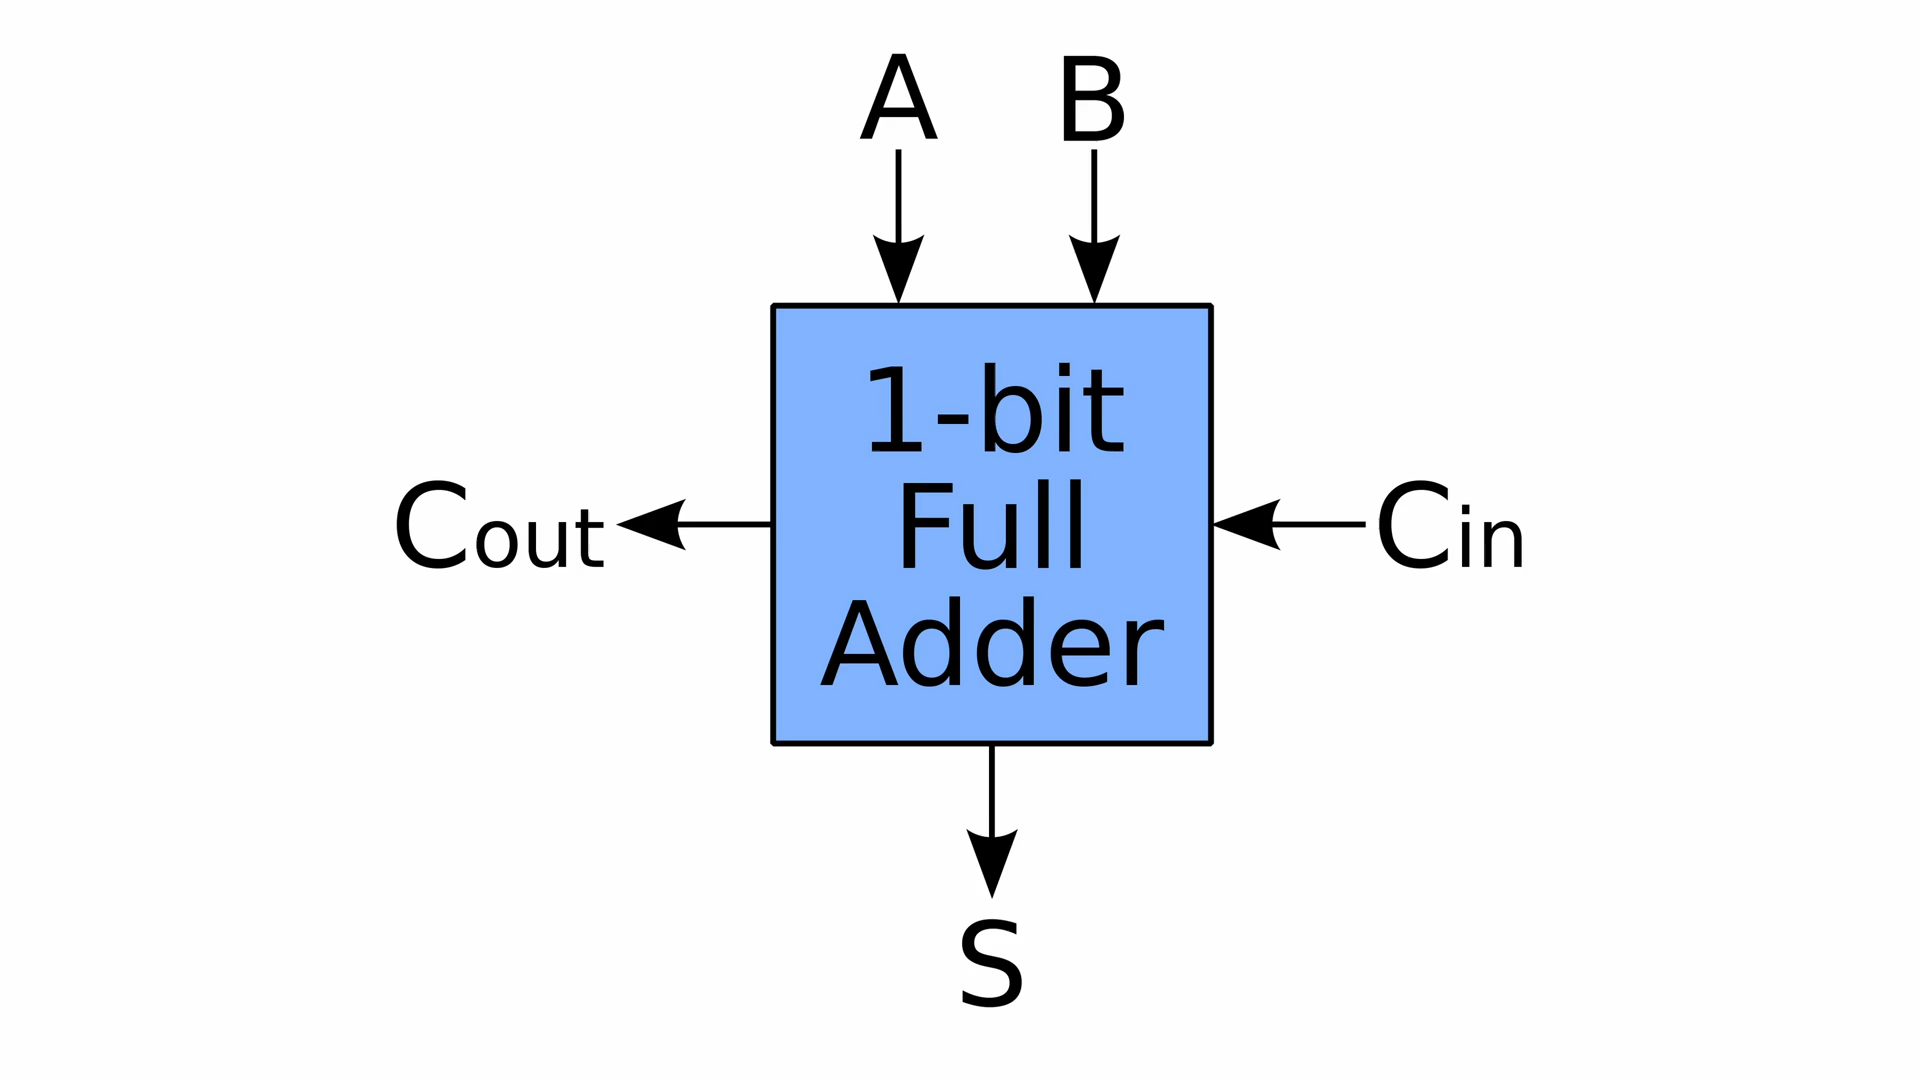 A B
1-bit
Full
Adder
Cout
Cin
S